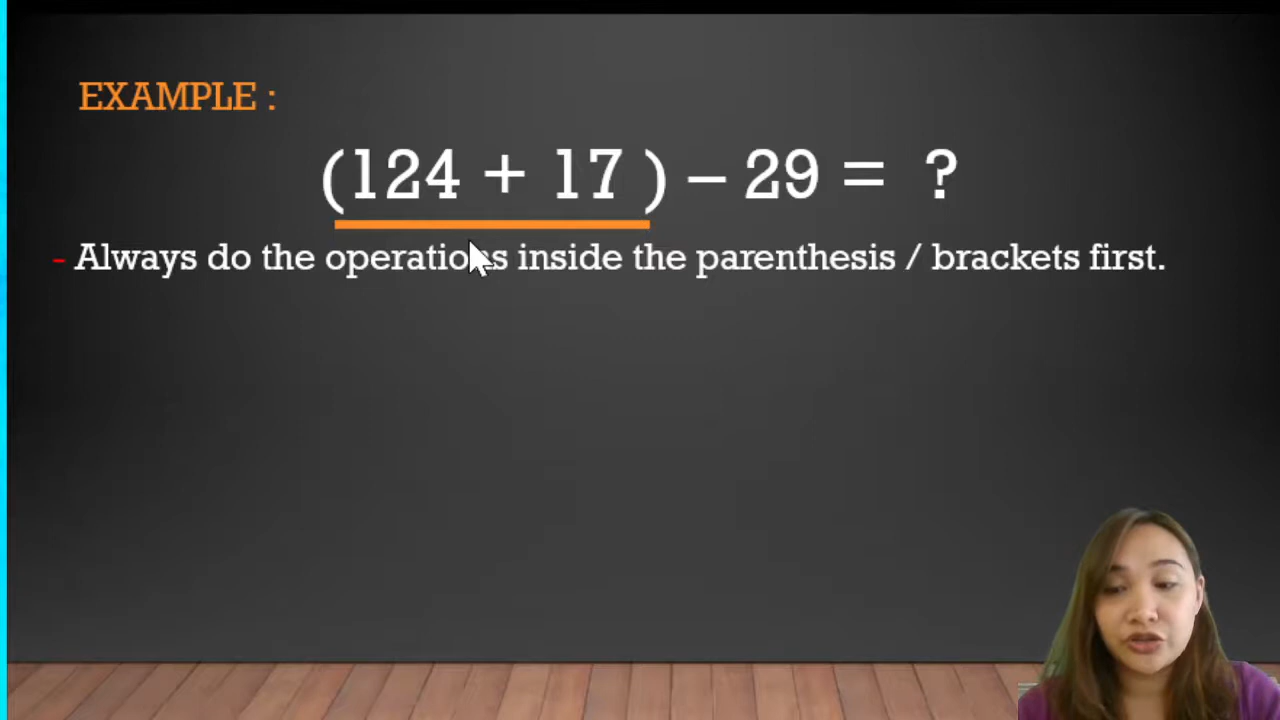 EXAMPLE :
(124 + 17 ) – 29 = ?
- Always do the operations inside the parenthesis / brackets first.